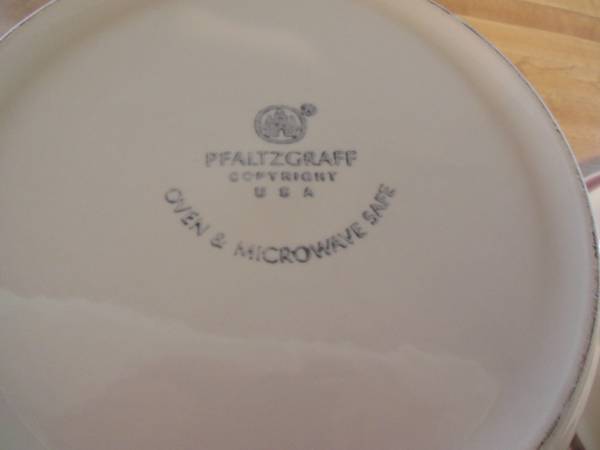 PFALTZGRAFF
COPYRIGHT
USA
OVEN & MICROWAVE SAFE